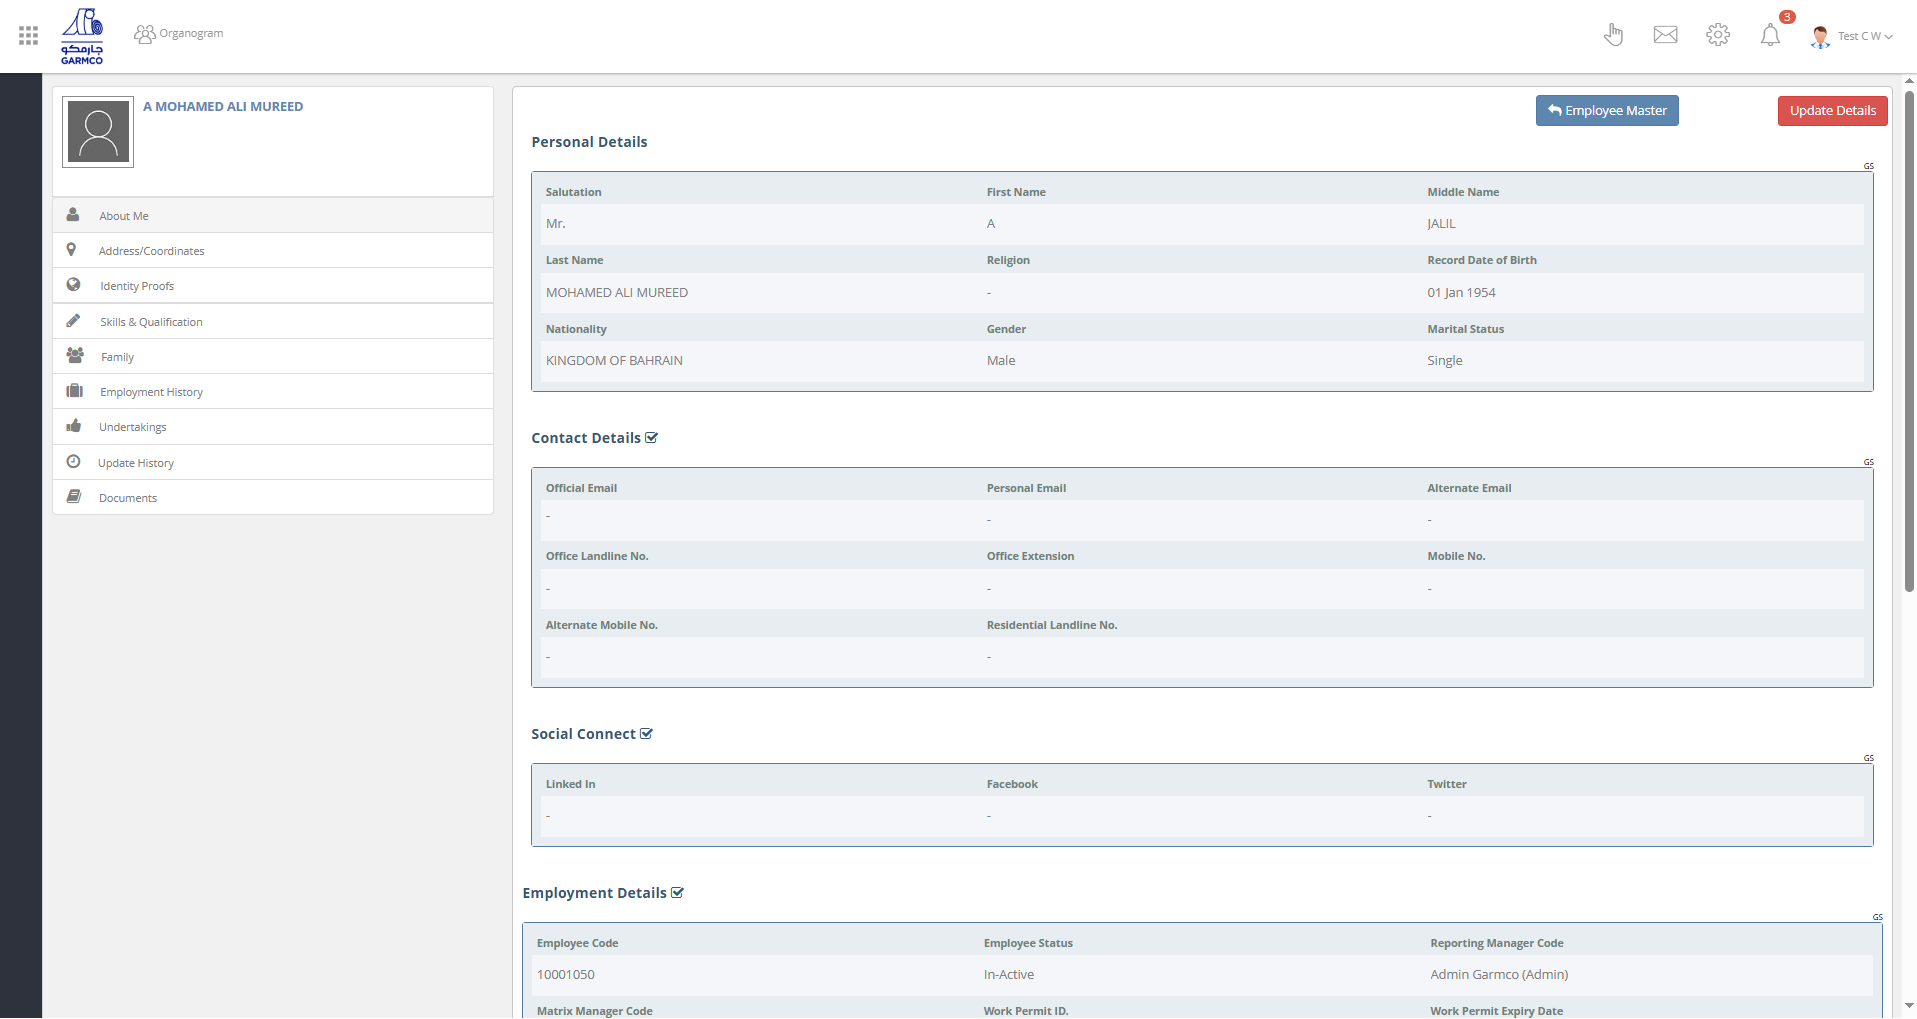 جارمكو
GARMCO
Organogram
3
Test C W
A MOHAMED ALI MUREED
About Me
Address/Coordinates
Identity Proofs
Skills & Qualification
Family
Employment History
Undertakings
Update History
Documents
Employee Master
Update Details
Personal Details
GS
Salutation First Name Middle Name
Mr. A JALIL
Last Name Religion Record Date of Birth
MOHAMED ALI MUREED - 01 Jan 1954
Nationality Gender Marital Status
KINGDOM OF BAHRAIN Male Single
Contact Details
GS
Official Email Personal Email Alternate Email
- - -
Office Landline No. Office Extension Mobile No.
- - -
Alternate Mobile No. Residential Landline No.
- -
Social Connect
GS
Linked In Facebook Twitter
- - -
Employment Details
GS
Employee Code Employee Status Reporting Manager Code
10001050 In-Active Admin Garmco (Admin)
Matrix Manager Code Work Permit ID. Work Permit Expiry Date